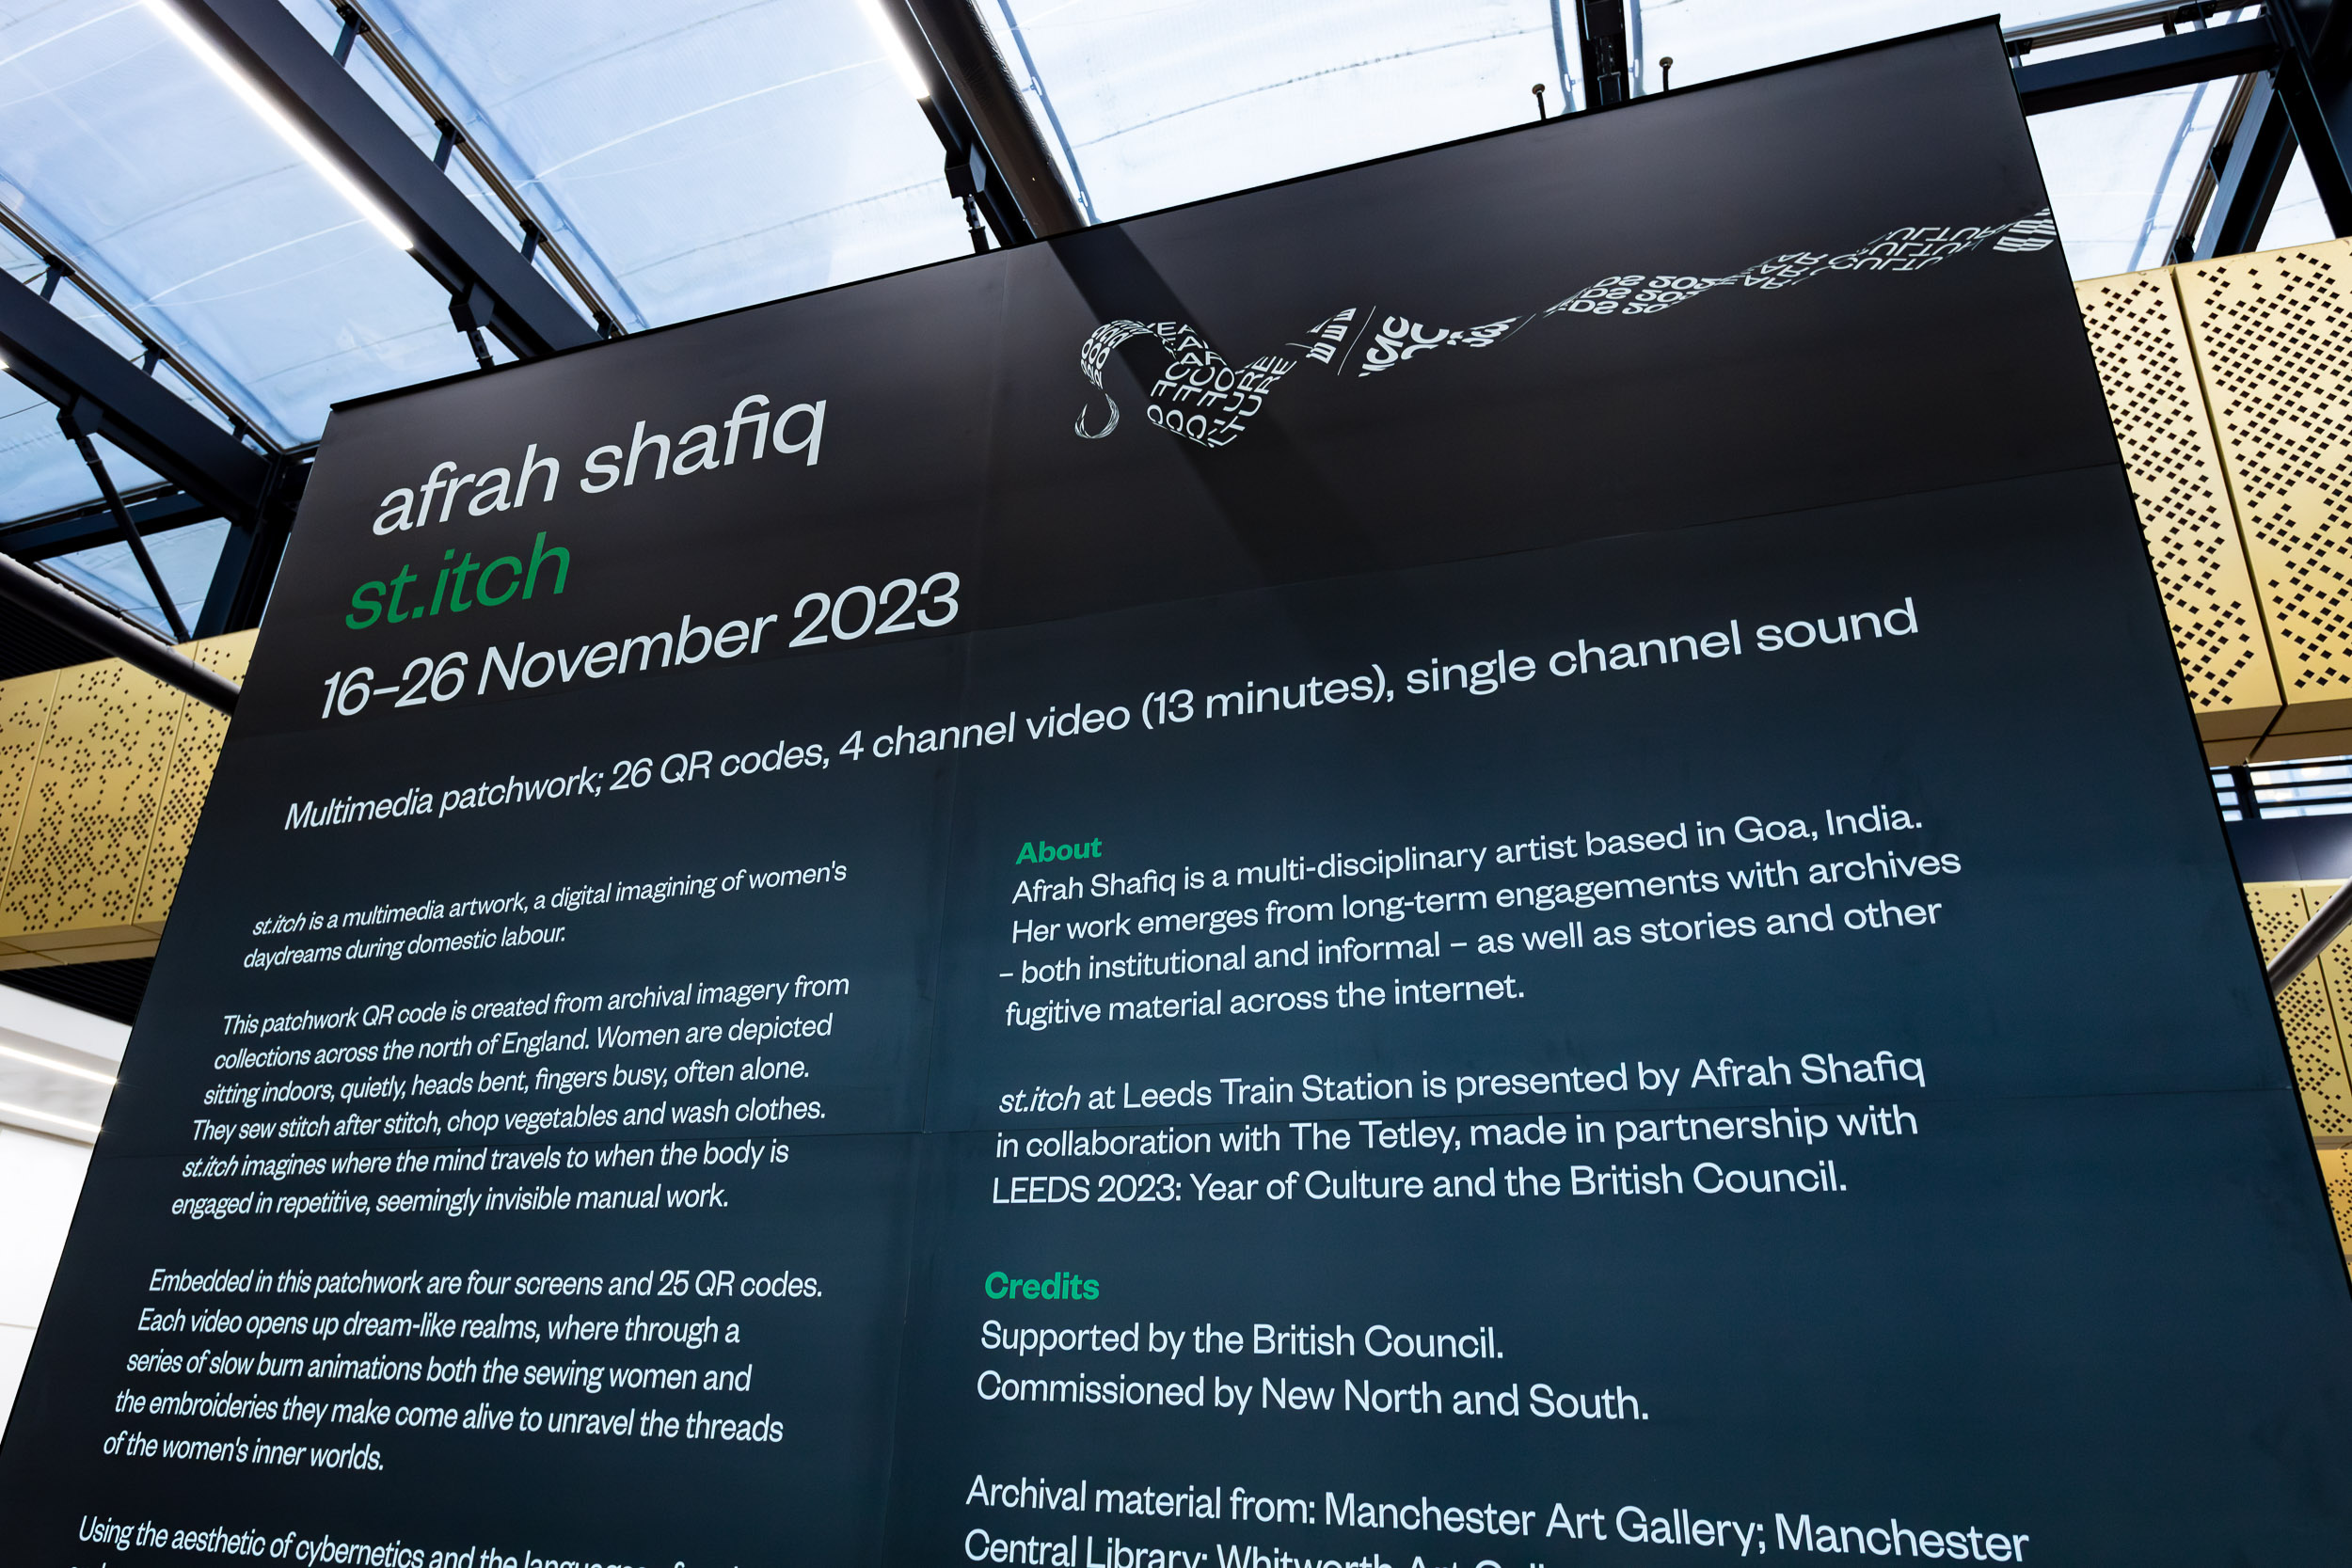 afrah shafiq
st.itch
16–26 November 2023
Multimedia patchwork; 26 QR codes, 4 channel video (13 minutes), single channel sound
st.itch is a multimedia artwork, a digital imagining of women's
daydreams during domestic labour.
This patchwork QR code is created from archival imagery from
collections across the north of England. Women are depicted
sitting indoors, quietly, heads bent, fingers busy, often alone.
They sew stitch after stitch, chop vegetables and wash clothes.
st.itch imagines where the mind travels to when the body is
engaged in repetitive, seemingly invisible manual work.
Embedded in this patchwork are four screens and 25 QR codes.
Each video opens up dream-like realms, where through a
series of slow burn animations both the sewing women and
the embroideries they make come alive to unravel the threads
of the women's inner worlds.
Using the aesthetic of cybernetics and the
About
Afrah Shafiq is a multi-disciplinary artist based in Goa, India.
Her work emerges from long-term engagements with archives
– both institutional and informal – as well as stories and other
fugitive material across the internet.
st.itch at Leeds Train Station is presented by Afrah Shafiq
in collaboration with The Tetley, made in partnership with
LEEDS 2023: Year of Culture and the British Council.
Credits
Supported by the British Council.
Commissioned by New North and South.
Archival material from: Manchester Art Gallery; Manchester
Central Library; Whitworth Art